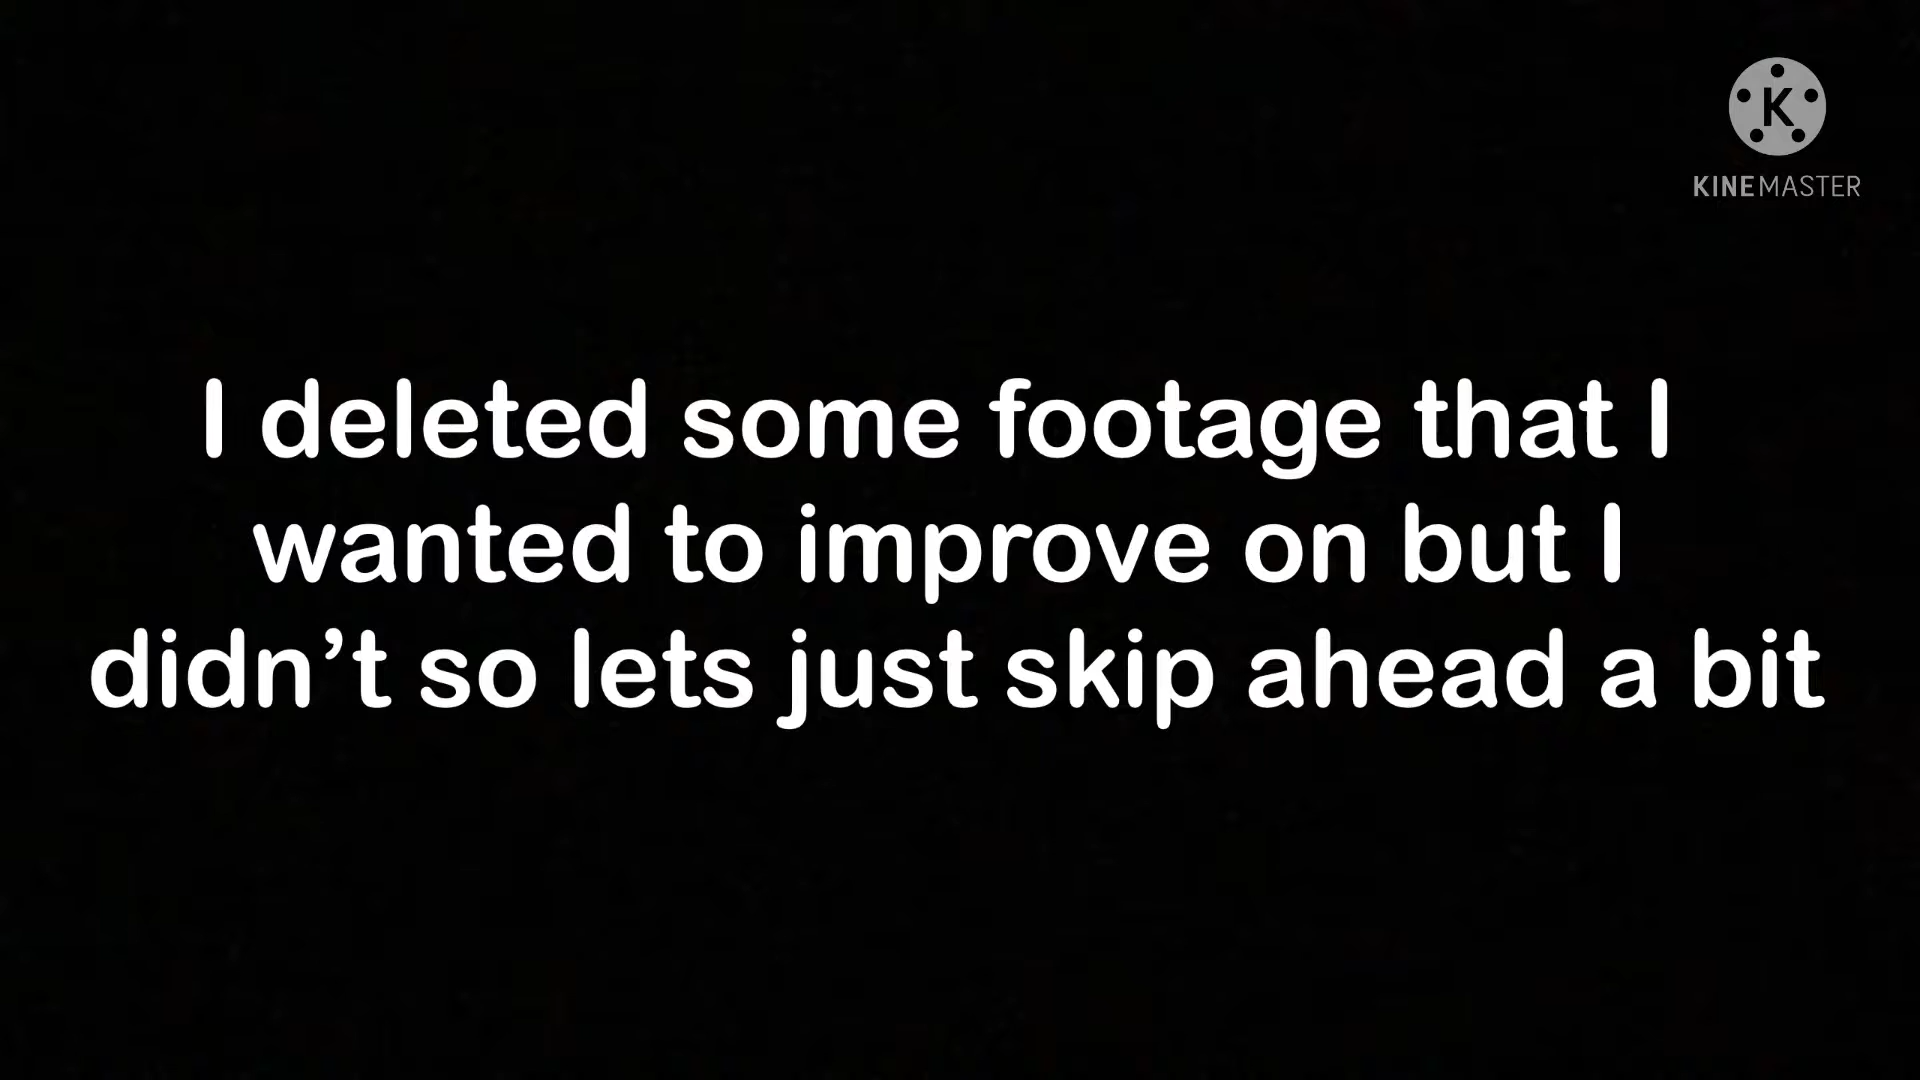 K
KINEMASTER
I deleted some footage that I
wanted to improve on but I
didn’t so lets just skip ahead a bit